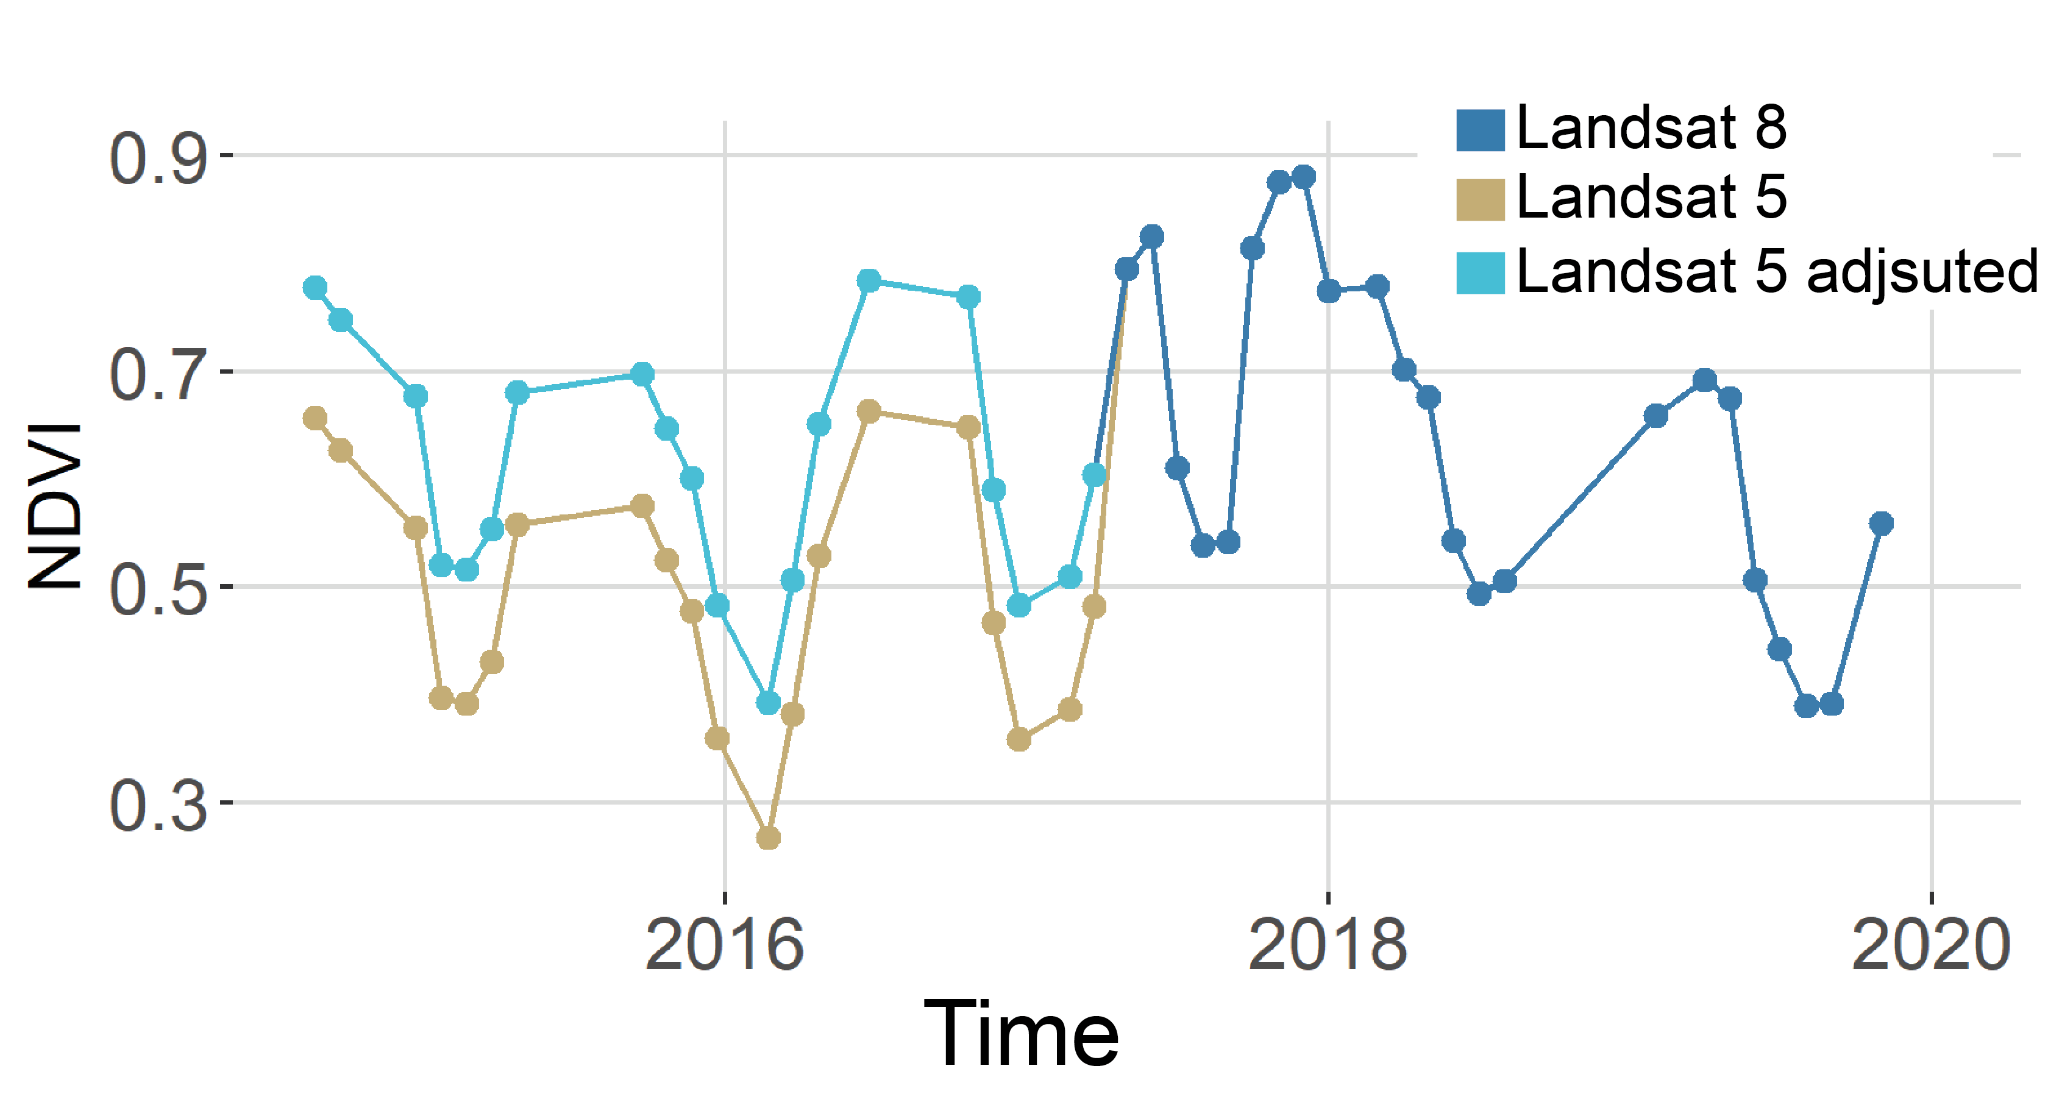 Landsat 8
Landsat 5
Landsat 5 adjsuted
0.9
0.7
0.5
0.3
NDVI
2016
2018
2020
Time